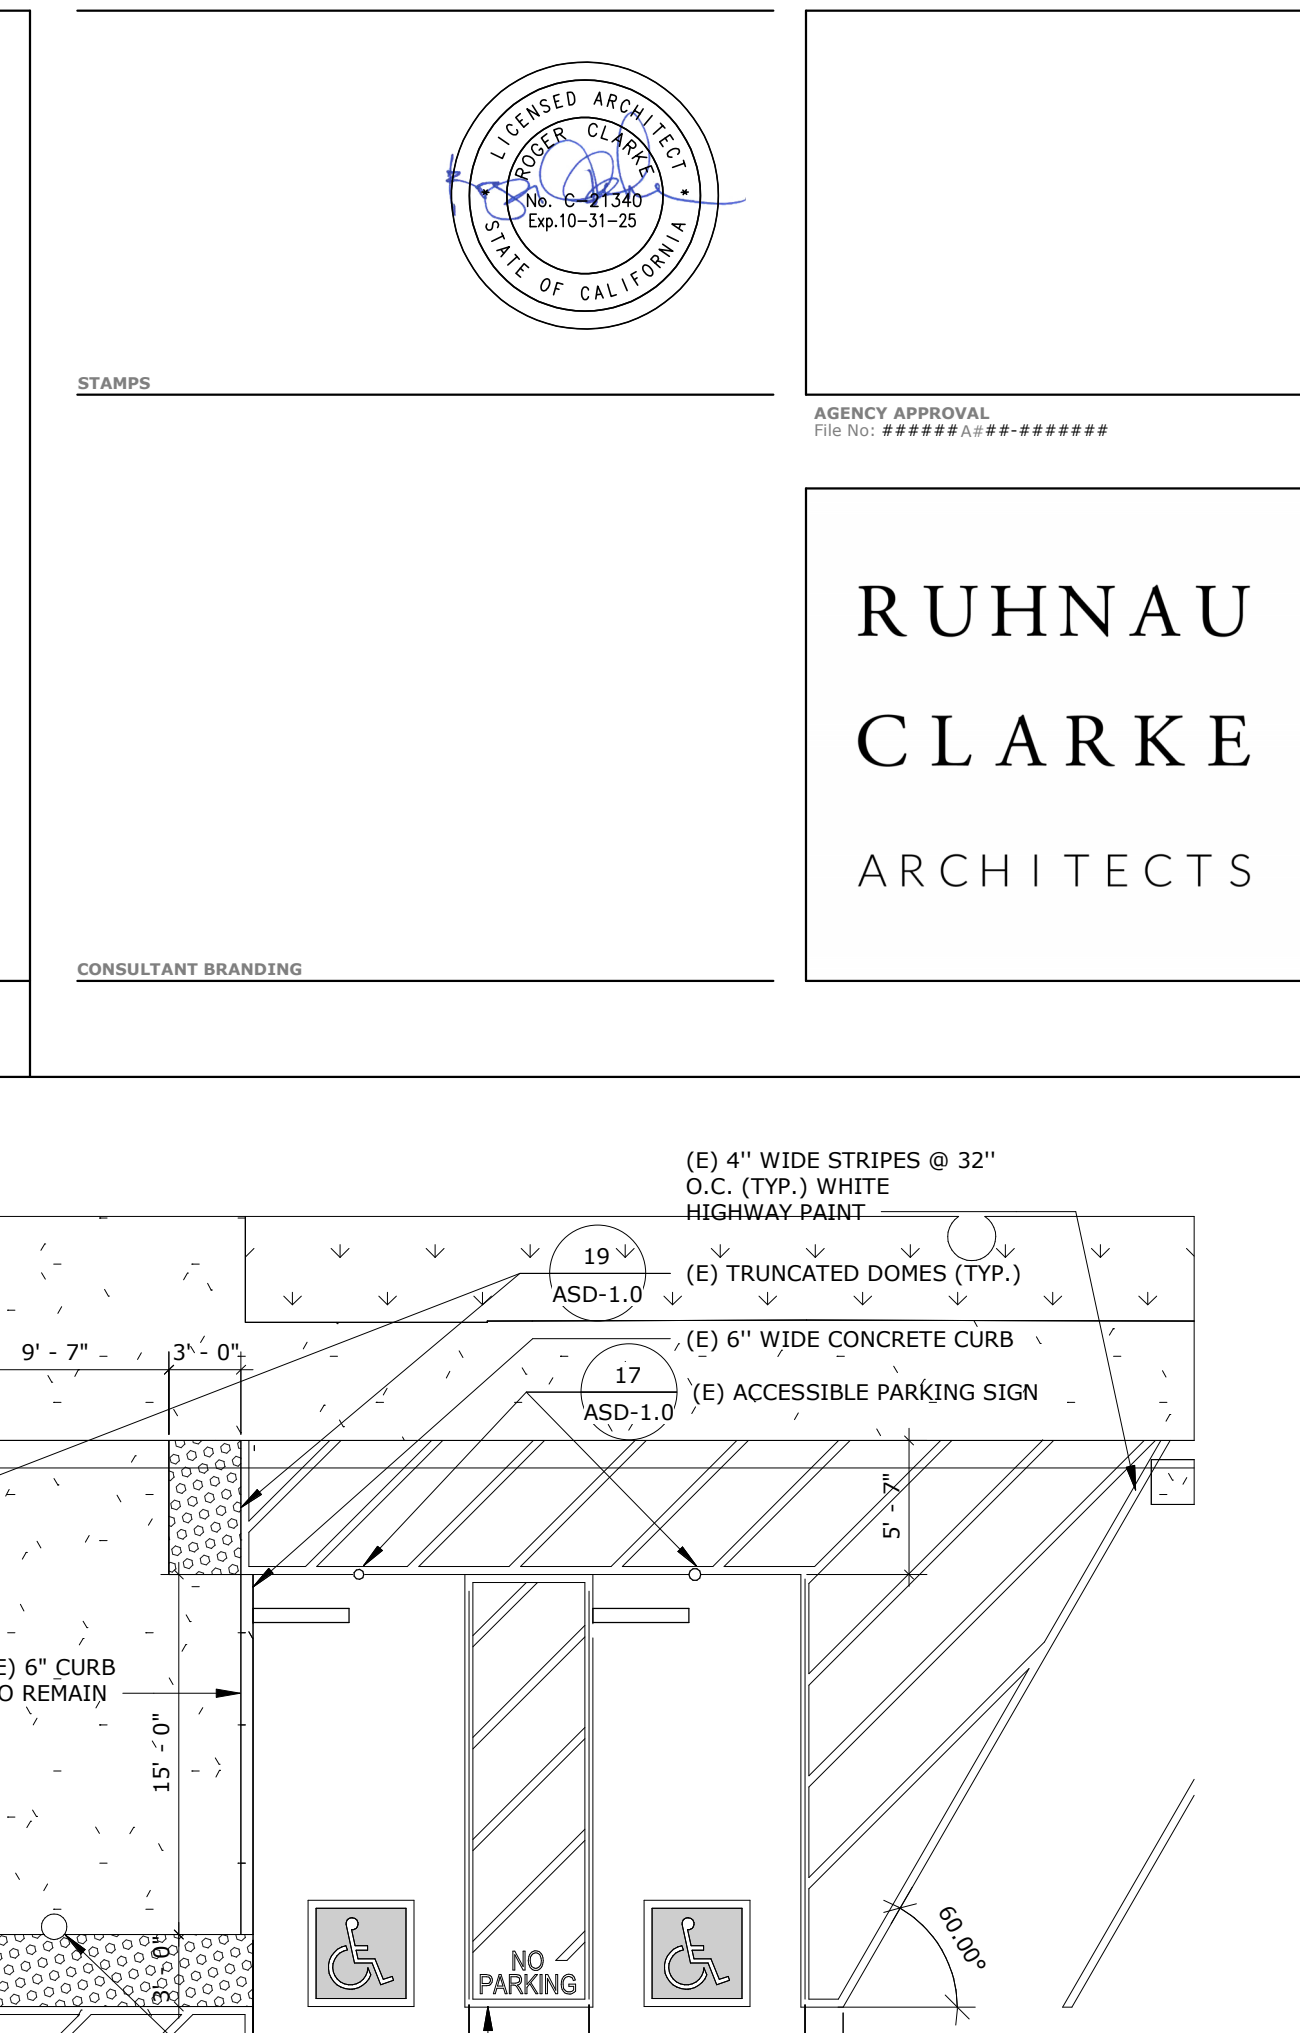 LICENSED ARCHITECT
ROGER CLARKE
No. C-21340
Exp.10-31-25
* STATE OF CALIFORNIA *
STAMPS
AGENCY APPROVAL
File No: ######A###-#######
RUHNAU
CLARKE
ARCHITECTS
CONSULTANT BRANDING
(E) 4'' WIDE STRIPES @ 32''
O.C. (TYP.) WHITE
HIGHWAY PAINT
19
ASD-1.0
(E) TRUNCATED DOMES (TYP.)
(E) 6'' WIDE CONCRETE CURB
9' - 7"
3' - 0"
17
ASD-1.0
(E) ACCESSIBLE PARKING SIGN
5' - 7"
E) 6" CURB
O REMAIN
15' - 0"
60.00°
3' - 0"
NO
PARKING